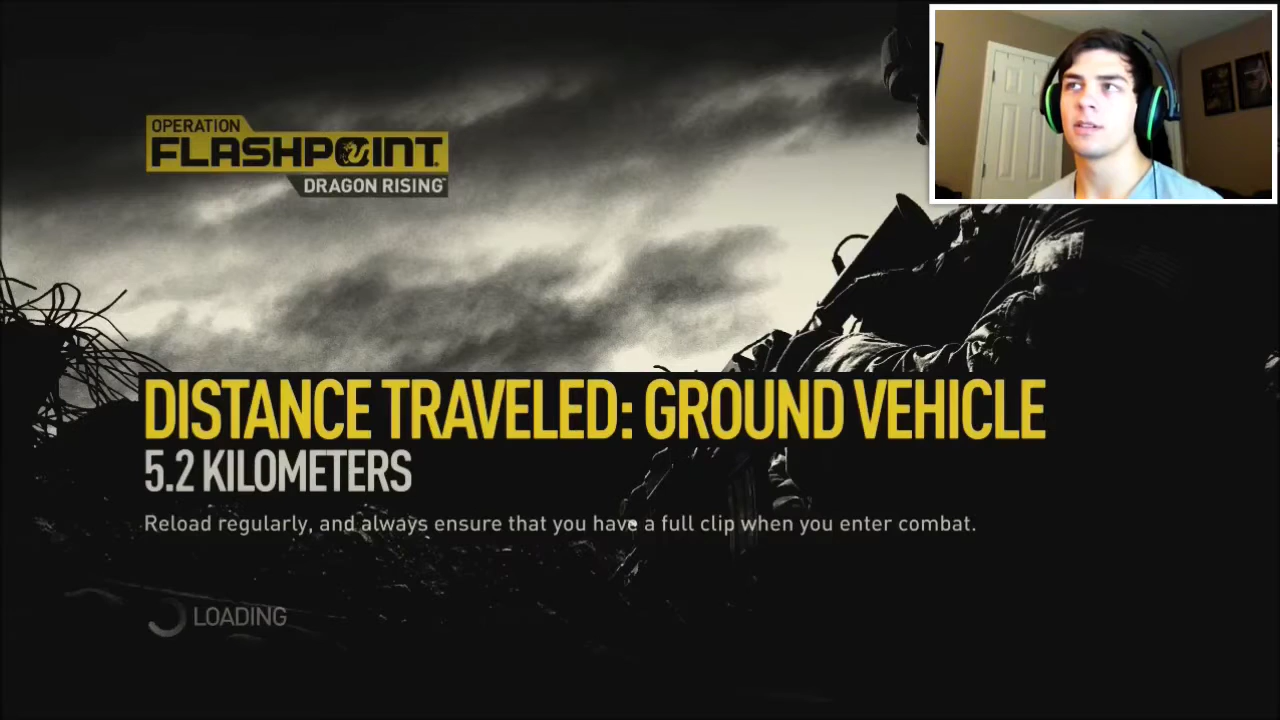 OPERATION
FLASHPOINT
DRAGON RISING™
DISTANCE TRAVELED: GROUND VEHICLE
5.2 KILOMETERS
Reload regularly, and always ensure that you have a full clip when you enter combat.
LOADING